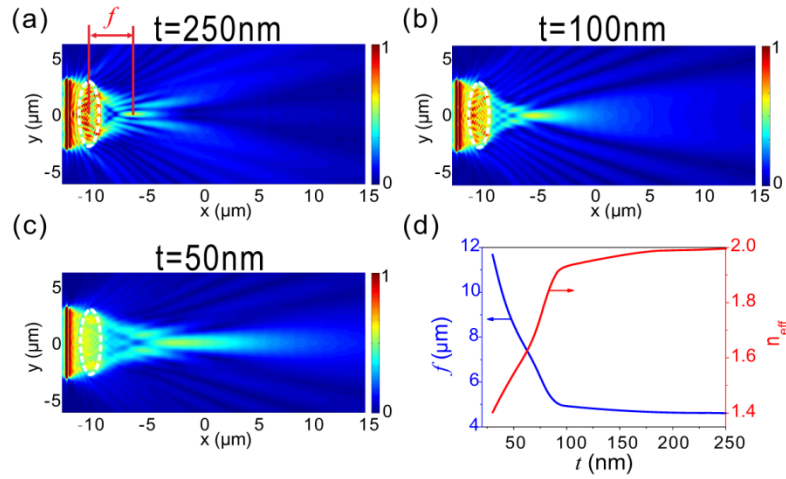 (a)
f
t=250nm
y (μm)
5
0
-5
-10
-5
0
5
10
15
x (μm)
1
0
(b)
t=100nm
y (μm)
5
0
-5
-10
-5
0
5
10
15
x (μm)
1
0
(c)
t=50nm
y (μm)
5
0
-5
-10
-5
0
5
10
15
x (μm)
1
0
(d)
f (μm)
12
10
8
6
4
50
100
150
200
250
t (nm)
2.0
1.8
1.6
1.4
neff